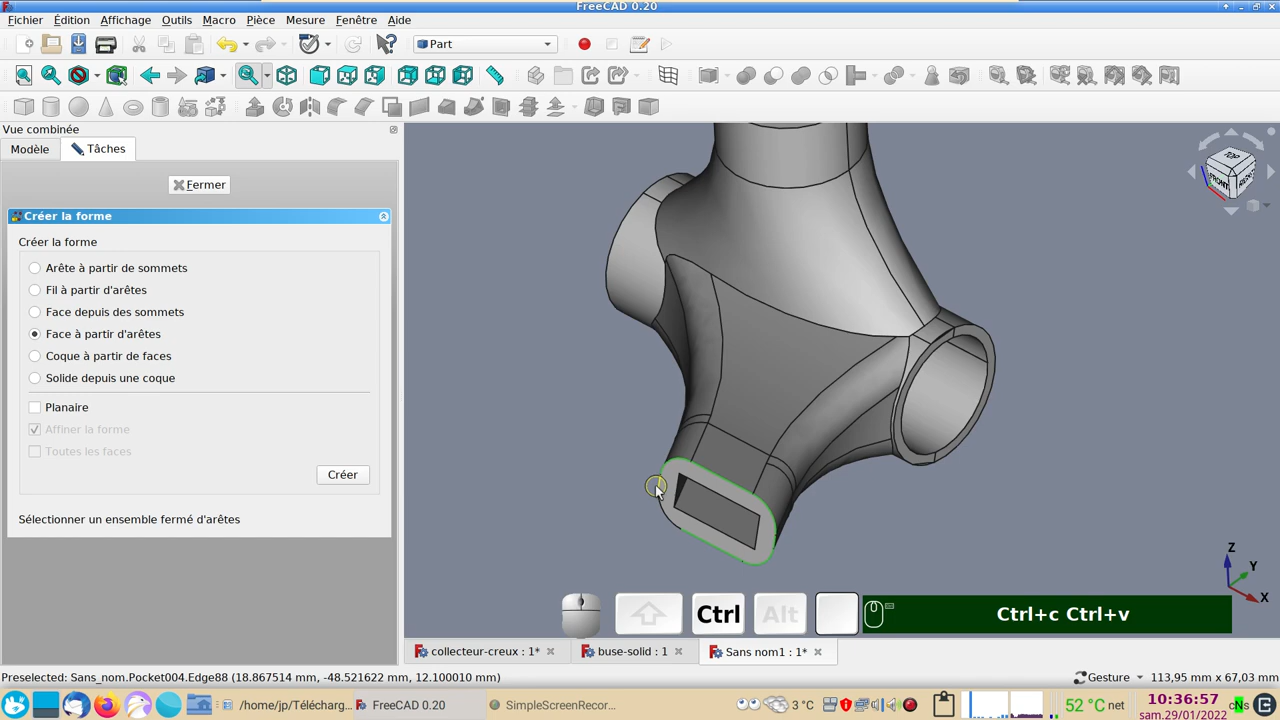 FreeCAD 0.20
Fichier Édition Affichage Outils Macro Pièce Mesure Fenêtre Aide
Part
Vue combinée
Modèle Tâches
Fermer
Créer la forme
Créer la forme
Arête à partir de sommets
Fil à partir d'arêtes
Face depuis des sommets
Face à partir d'arêtes
Coque à partir de faces
Solide depuis une coque
Planaire
Affiner la forme
Toutes les faces
Créer
Sélectionner un ensemble fermé d'arêtes
TOP
FRONT
RIGHT
Z
Y
X
Ctrl Alt Ctrl+c Ctrl+v
collecteur-creux : 1* buse-solid : 1 Sans nom1 : 1*
Preselected: Sans_nom.Pocket004.Edge88 (18.867514 mm, -48.521622 mm, 12.100010 mm) Gesture 113,95 mm x 67,03 mm
/home/jp/Télécharg... FreeCAD 0.20 SimpleScreenRecor... 3 °C 52 °C net 10:36:57
sam.29/01/2022